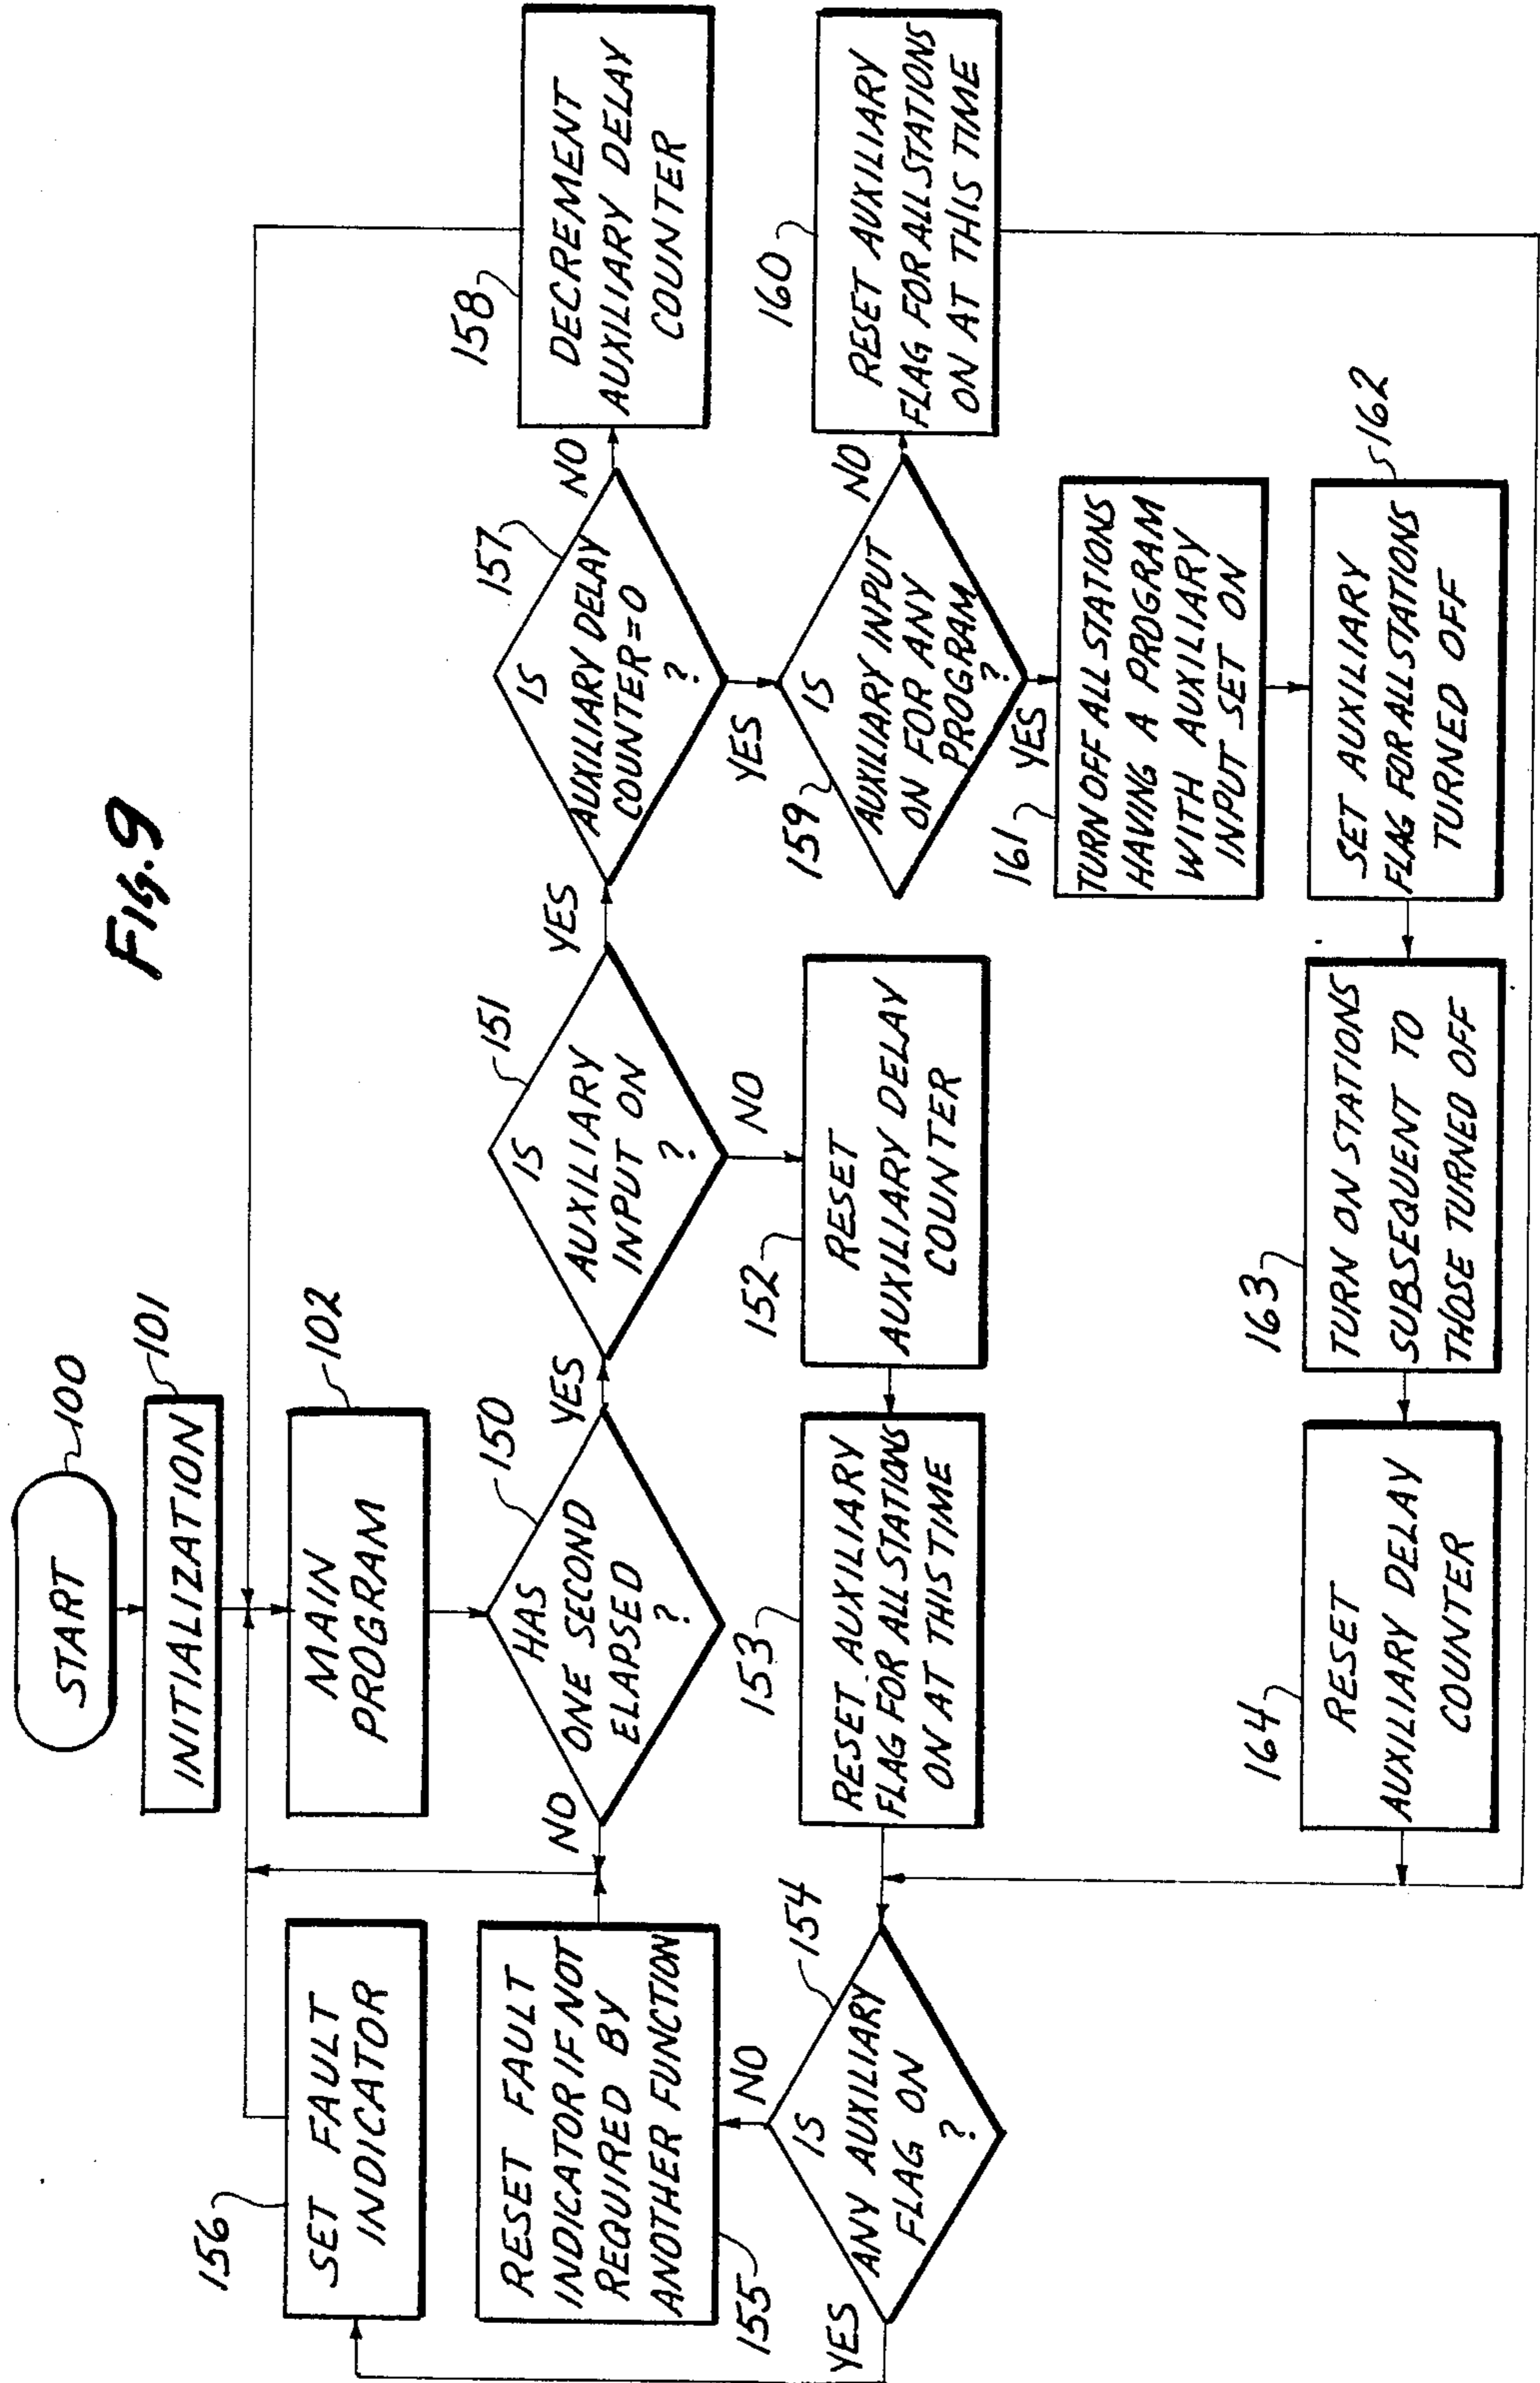 Fig. 9
START
100
INITIALIZATION
101
MAIN
PROGRAM
102
HAS
ONE SECOND
ELAPSED
?
150
NO
YES
IS
AUXILIARY
INPUT ON
?
151
YES
NO
IS
AUXILIARY DELAY
COUNTER=0
?
157
NO
YES
DECREMENT
AUXILIARY DELAY
COUNTER
158
156
SET FAULT
INDICATOR
RESET FAULT
INDICATOR IF NOT
REQUIRED BY
ANOTHER FUNCTION
155
IS
ANY AUXILIARY
FLAG ON
?
154
NO
YES
153
RESET AUXILIARY
FLAG FOR ALL STATIONS
ON AT THIS TIME
152
RESET
AUXILIARY DELAY
COUNTER
159
IS
AUXILIARY INPUT
ON FOR ANY
PROGRAM
?
NO
YES
160
RESET AUXILIARY
FLAG FOR ALL STATIONS
ON AT THIS TIME
161
TURN OFF ALL STATIONS
HAVING A PROGRAM
WITH AUXILIARY
INPUT SET ON
162
SET AUXILIARY
FLAG FOR ALL STATIONS
TURNED OFF
163
TURN ON STATIONS
SUBSEQUENT TO
THOSE TURNED OFF
164
RESET
AUXILIARY DELAY
COUNTER